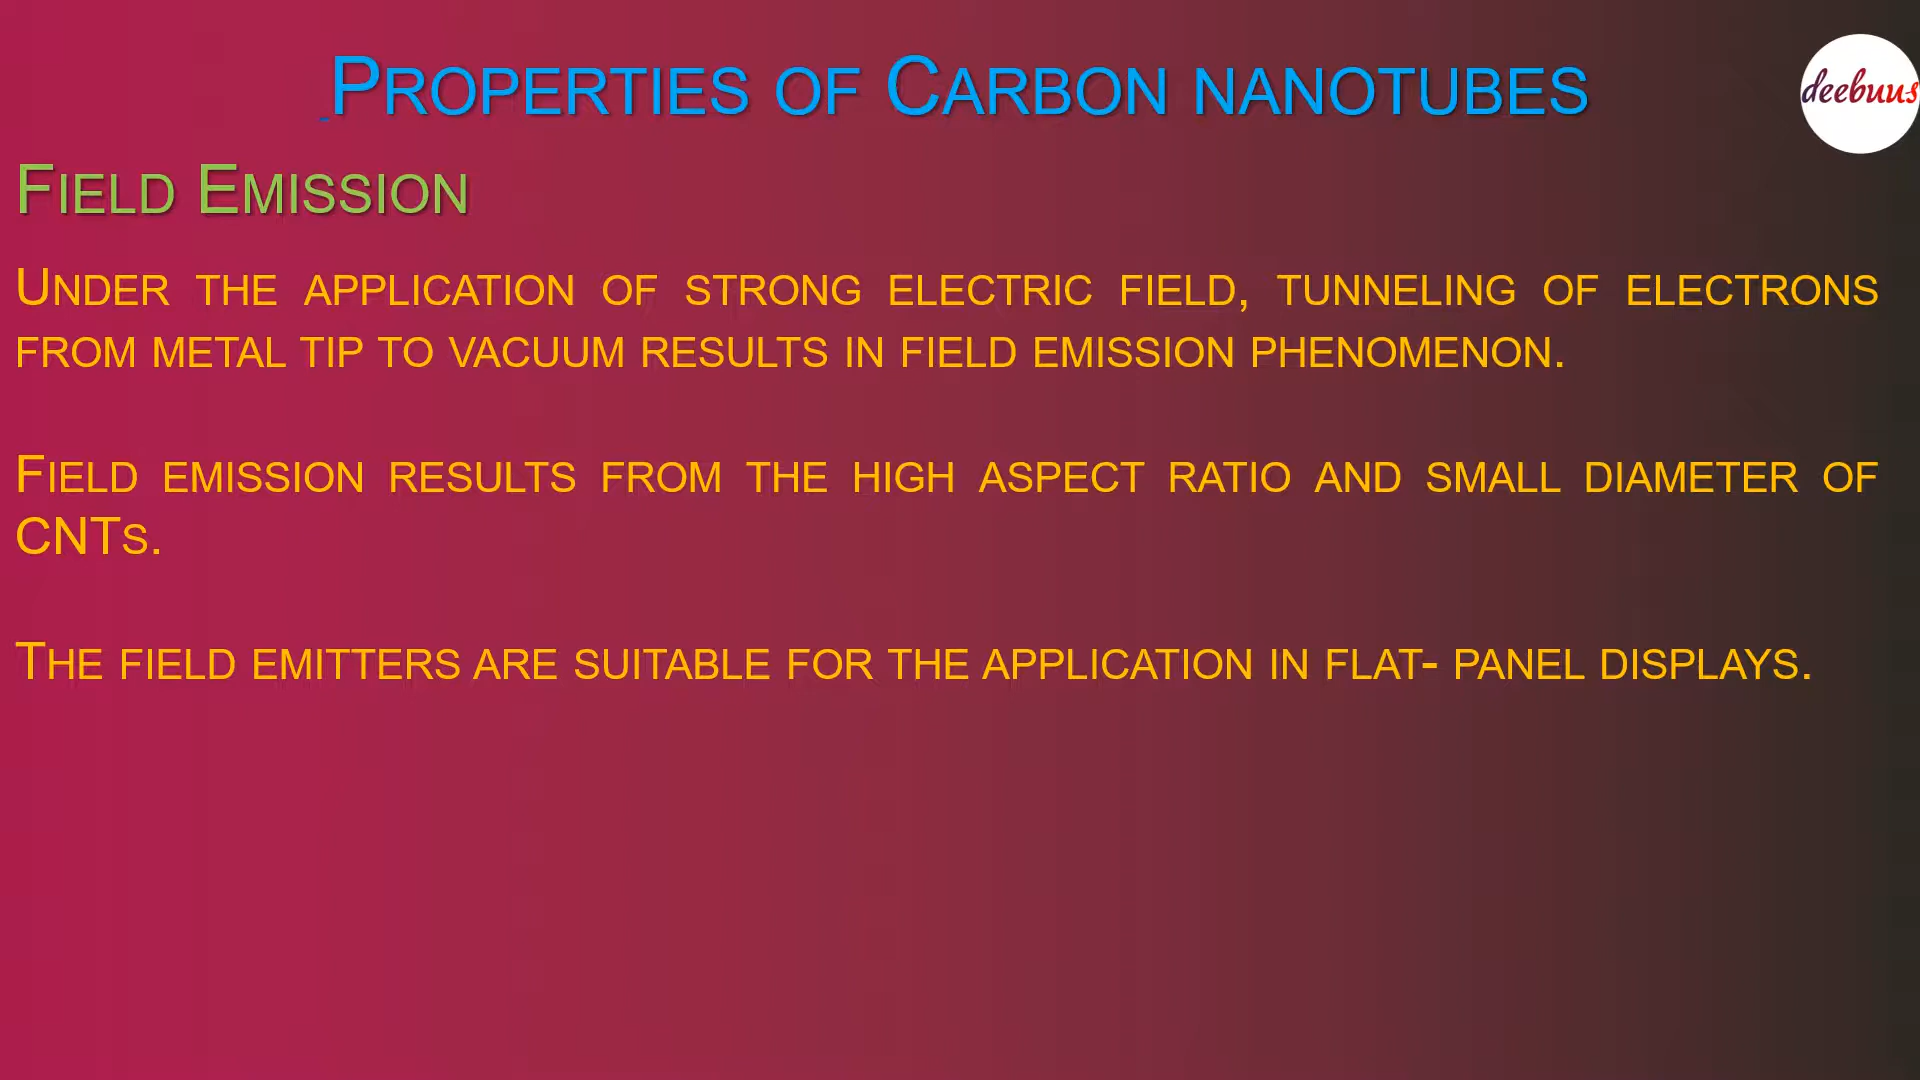 Properties of Carbon nanotubes
deebuus
Field Emission
Under the application of strong electric field, tunneling of electrons
from metal tip to vacuum results in field emission phenomenon.
Field emission results from the high aspect ratio and small diameter of
CNTs.
The field emitters are suitable for the application in flat- panel displays.